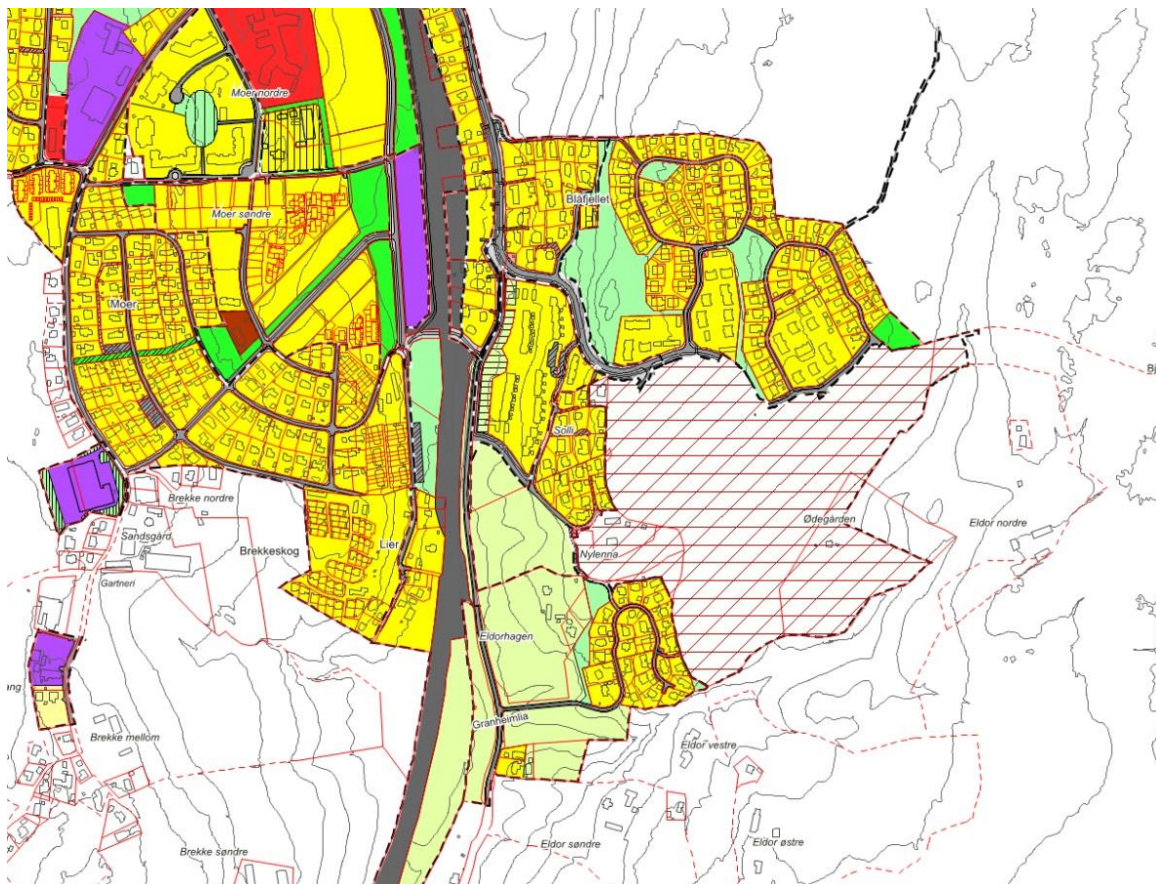 Moer nordre
Blåfjellet
Moer søndre
Moer
Solli
Brekke nordre
Ødegården
Eldor nordre
Sandsgård
Brekkeskog
Lier
Nylenna
Gartneri
Eldorhagen
Granheimlia
Brekke mellom
Eldor vestre
Brekke søndre
Eldor søndre
Eldor østre